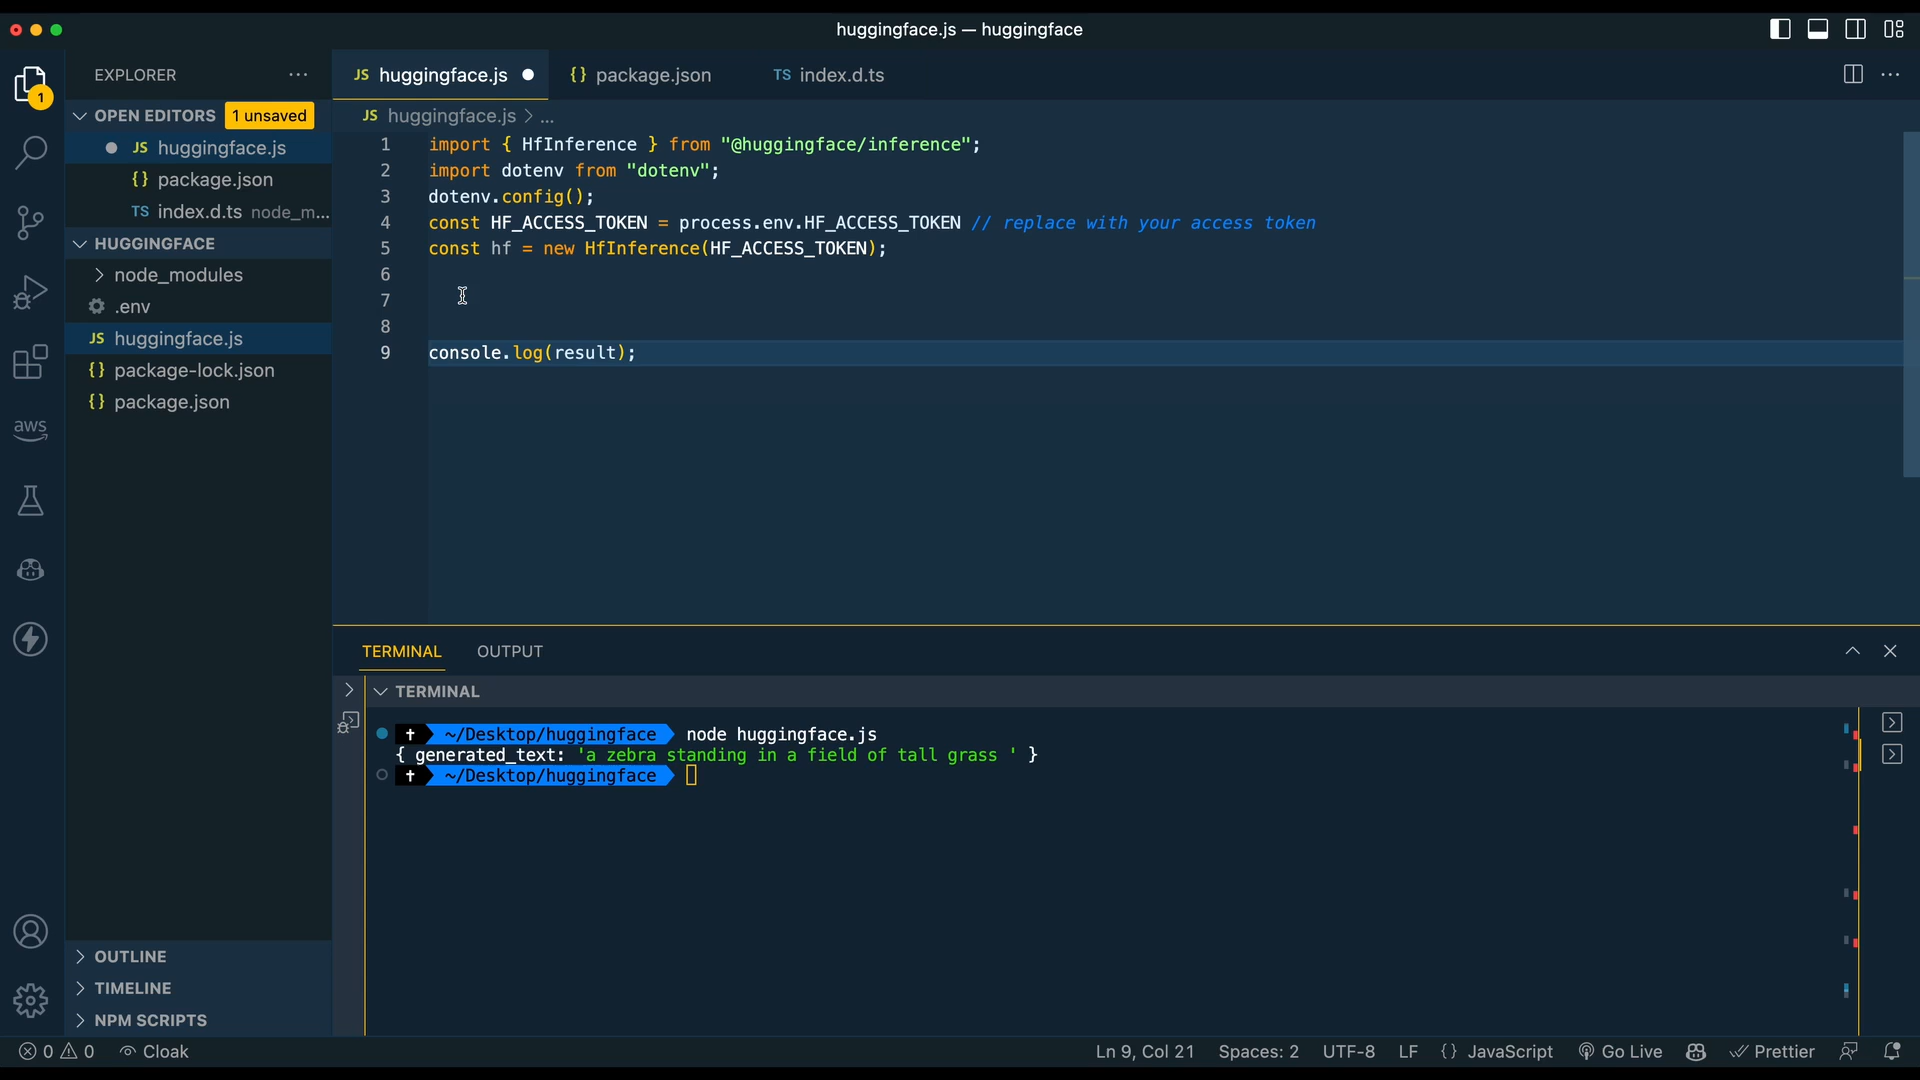 huggingface.js — huggingface
EXPLORER ...
JS huggingface.js
{} package.json
TS index.d.ts
...
1
OPEN EDITORS 1 unsaved
JS huggingface.js
{} package.json
TS index.d.ts node_m...
HUGGINGFACE
node_modules
.env
JS huggingface.js
{} package-lock.json
{} package.json
aws
OUTLINE
TIMELINE
NPM SCRIPTS
JS huggingface.js > ...
1 import { HfInference } from "@huggingface/inference";
2 import dotenv from "dotenv";
3 dotenv.config();
4 const HF_ACCESS_TOKEN = process.env.HF_ACCESS_TOKEN // replace with your access token
5 const hf = new HfInference(HF_ACCESS_TOKEN);
6
7
8
9 console.log(result);
TERMINAL OUTPUT
TERMINAL
~/Desktop/huggingface node huggingface.js
{ generated_text: 'a zebra standing in a field of tall grass ' }
~/Desktop/huggingface
0 0 Cloak
Ln 9, Col 21 Spaces: 2 UTF-8 LF {} JavaScript Go Live Prettier